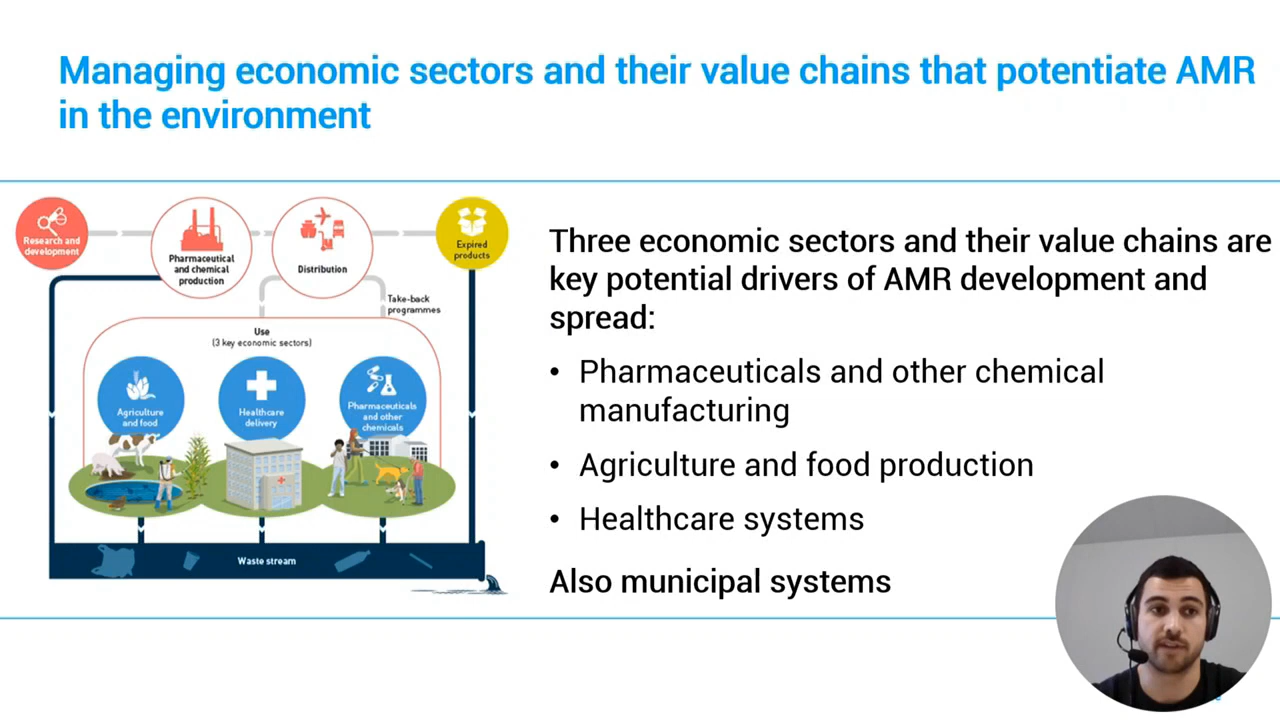 Managing economic sectors and their value chains that potentiate AMR
in the environment
Research and
development
Pharmaceutical
and chemical
production
Distribution
Expired
products
Take-back
programmes
Use
(3 key economic sectors)
Agriculture
and food
Healthcare
delivery
Pharmaceuticals
and other
chemicals
Waste stream
Three economic sectors and their value chains are
key potential drivers of AMR development and
spread:
• Pharmaceuticals and other chemical
manufacturing
• Agriculture and food production
• Healthcare systems
Also municipal systems